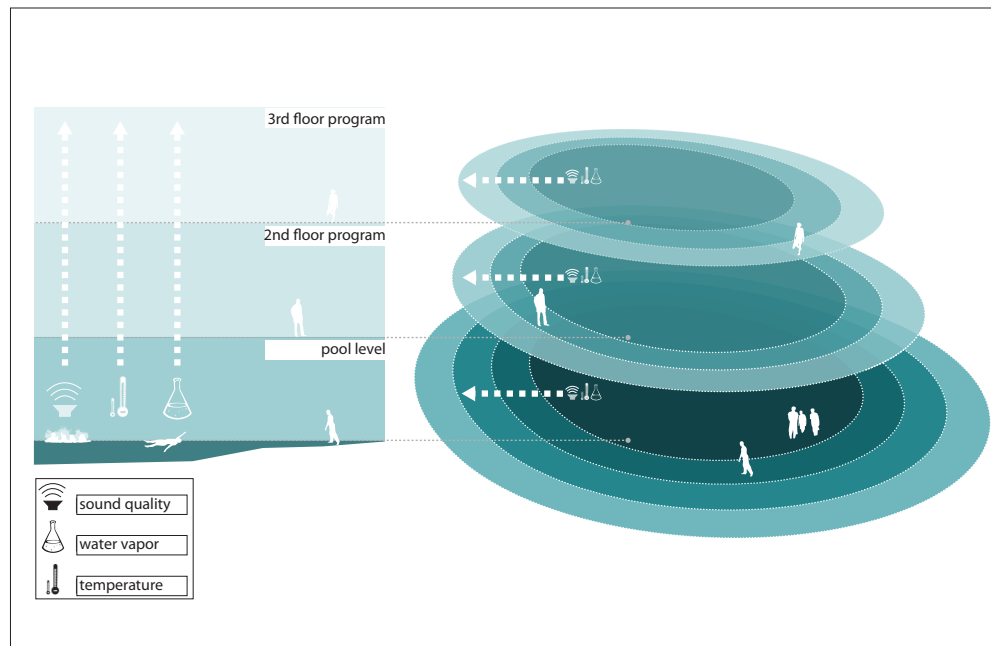 3rd floor program
2nd floor program
pool level
sound quality
water vapor
temperature